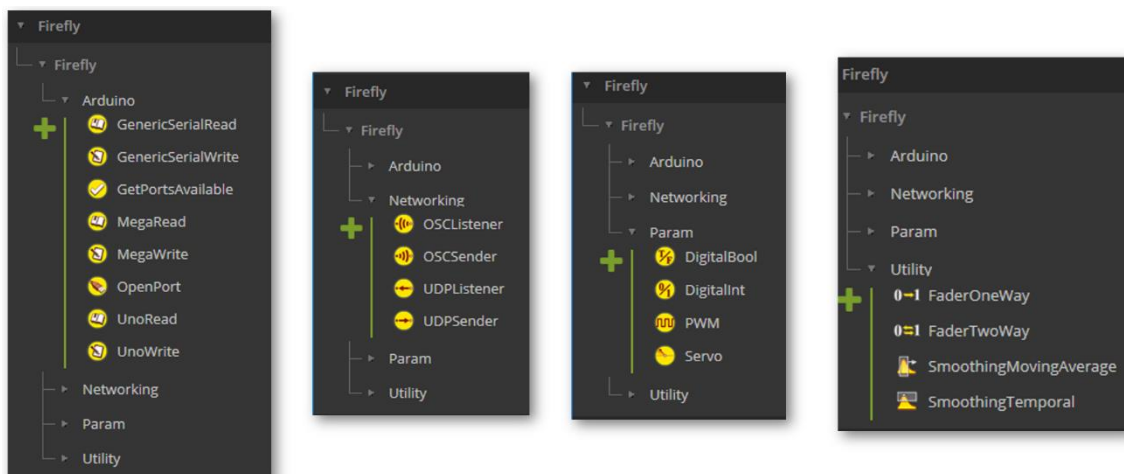 Firefly
Firefly
Arduino
GenericSerialRead
GenericSerialWrite
GetPortsAvailable
MegaRead
MegaWrite
OpenPort
UnoRead
UnoWrite
Networking
Param
Utility
Firefly
Firefly
Arduino
Networking
OSCListener
OSCSender
UDPListener
UDPSender
Param
Utility
Firefly
Firefly
Arduino
Networking
Param
T/F DigitalBool
0/1 DigitalInt
PWM
Servo
Utility
Firefly
Firefly
Arduino
Networking
Param
Utility
0→1 FaderOneWay
0⇄1 FaderTwoWay
SmoothingMovingAverage
SmoothingTemporal